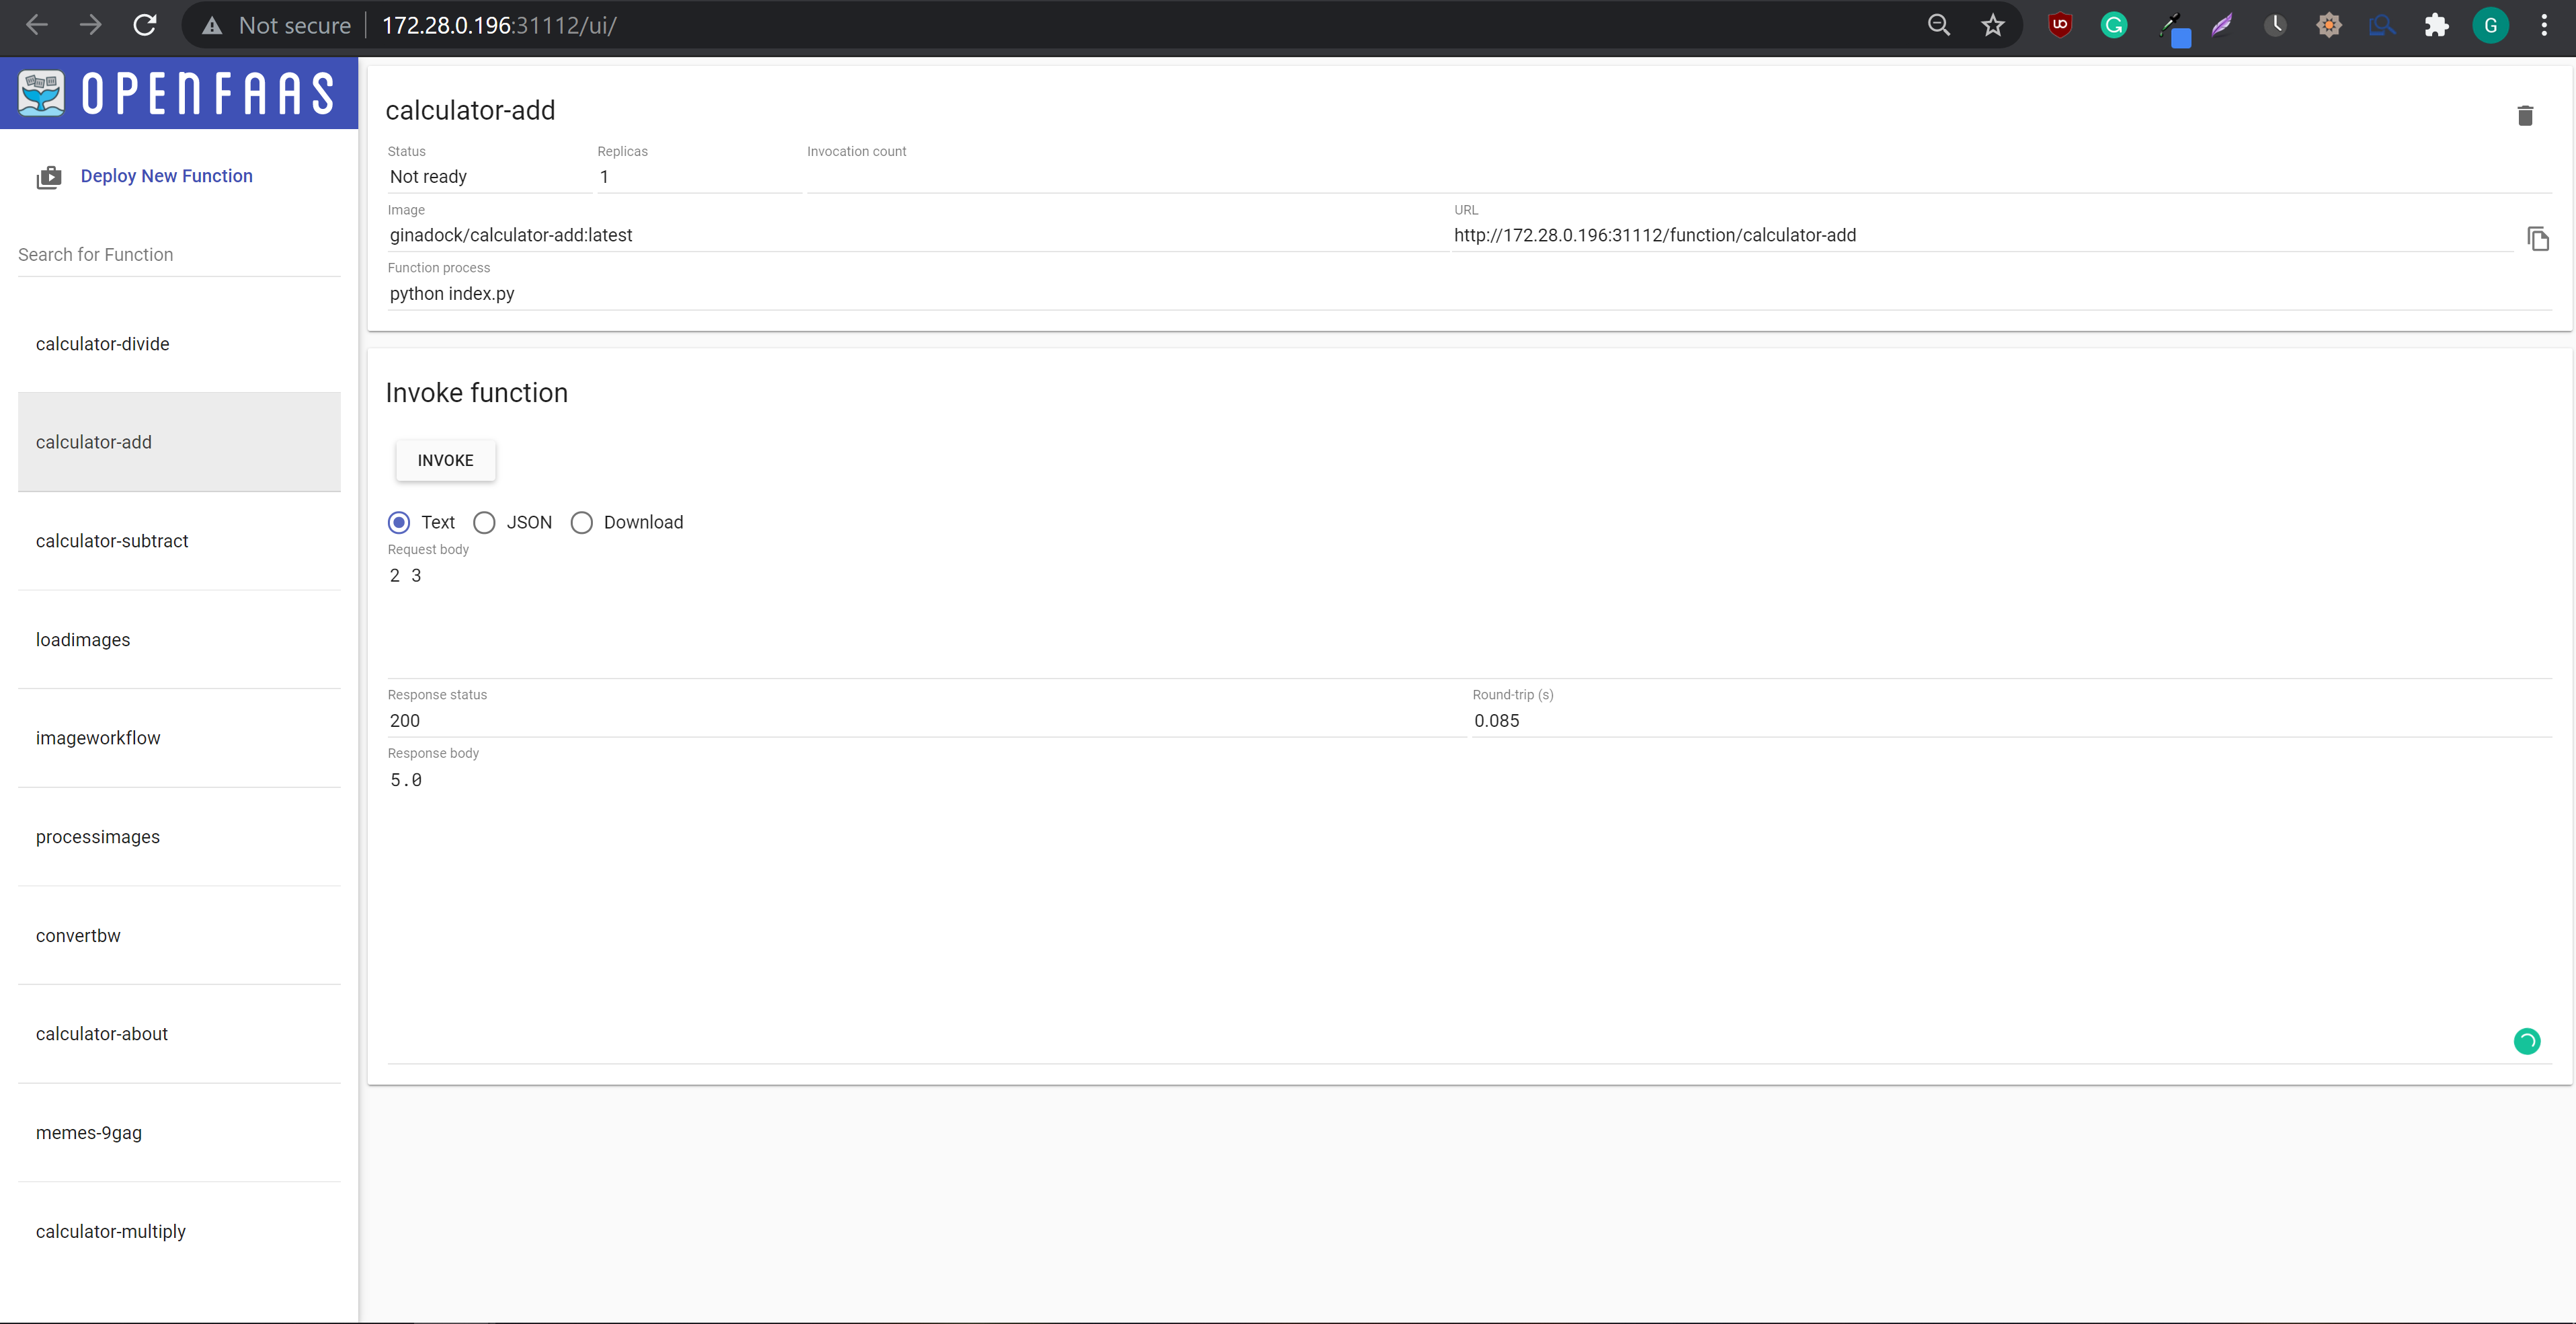 Not secure 172.28.0.196:31112/ui/
G
OPENFAAS
Deploy New Function
Search for Function
calculator-divide
calculator-add
calculator-subtract
loadimages
imageworkflow
processimages
convertbw
calculator-about
memes-9gag
calculator-multiply
calculator-add
Status Replicas Invocation count
Not ready 1
Image URL
ginadock/calculator-add:latest http://172.28.0.196:31112/function/calculator-add
Function process
python index.py
Invoke function
INVOKE
Text JSON Download
Request body
2 3
Response status Round-trip (s)
200 0.085
Response body
5.0